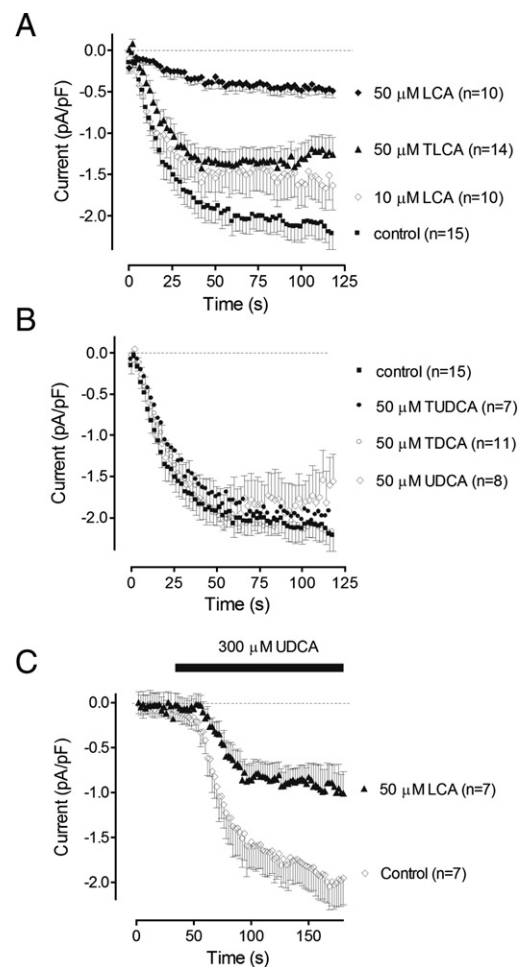 A
0.0
-0.5
-1.0
-1.5
-2.0
Current (pA/pF)
0 25 50 75 100 125
Time (s)
50 μM LCA (n=10)
50 μM TLCA (n=14)
10 μM LCA (n=10)
control (n=15)
B
0.0
-0.5
-1.0
-1.5
-2.0
Current (pA/pF)
0 25 50 75 100 125
Time (s)
control (n=15)
50 μM TUDCA (n=7)
50 μM TDCA (n=11)
50 μM UDCA (n=8)
C
300 μM UDCA
0.0
-0.5
-1.0
-1.5
-2.0
Current (pA/pF)
0 50 100 150
Time (s)
50 μM LCA (n=7)
Control (n=7)